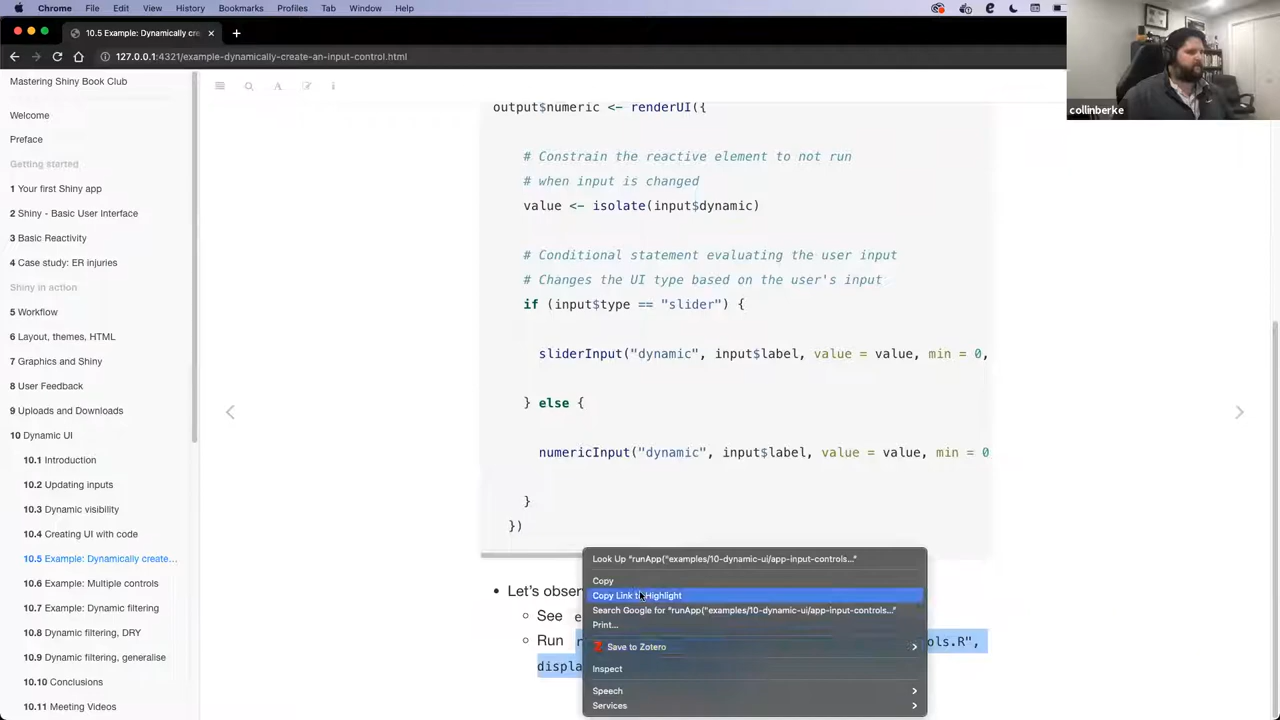 Chrome File Edit View History Bookmarks Profiles Tab Window Help
10.5 Example: Dynamically cre
127.0.0.1:4321/example-dynamically-create-an-input-control.html
collinberke
Mastering Shiny Book Club
Welcome
Preface
Getting started
1 Your first Shiny app
2 Shiny - Basic User Interface
3 Basic Reactivity
4 Case study: ER injuries
Shiny in action
5 Workflow
6 Layout, themes, HTML
7 Graphics and Shiny
8 User Feedback
9 Uploads and Downloads
10 Dynamic UI
10.1 Introduction
10.2 Updating inputs
10.3 Dynamic visibility
10.4 Creating UI with code
10.5 Example: Dynamically create…
10.6 Example: Multiple controls
10.7 Example: Dynamic filtering
10.8 Dynamic filtering, DRY
10.9 Dynamic filtering, generalise
10.10 Conclusions
10.11 Meeting Videos
output$numeric <- renderUI({
# Constrain the reactive element to not run
# when input is changed
value <- isolate(input$dynamic)
# Conditional statement evaluating the user input
# Changes the UI type based on the user's input
if (input$type == "slider") {
sliderInput("dynamic", input$label, value = value, min = 0,
} else {
numericInput("dynamic", input$label, value = value, min = 0
}
})
• Let's obser
See e
Run r ols.R",
displa
Look Up "runApp("examples/10-dynamic-ui/app-input-controls..."
Copy
Copy Link to Highlight
Search Google for "runApp("examples/10-dynamic-ui/app-input-controls..."
Print...
Save to Zotero
Inspect
Speech
Services